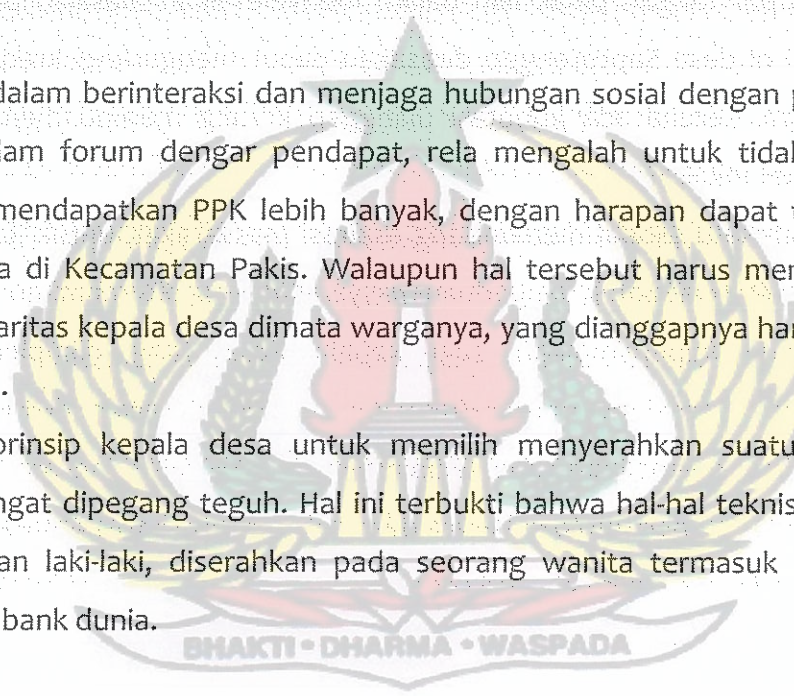 dalam berinteraksi dan menjaga hubungan sosial dengan
lam forum dengar pendapat, rela mengalah untuk tidak
mendapatkan PPK lebih banyak, dengan harapan dapat
a di Kecamatan Pakis. Walaupun hal tersebut harus
aritas kepala desa dimata warganya, yang dianggapnya
.
prinsip kepala desa untuk memilih menyerahkan suatu
ngat dipegang teguh. Hal ini terbukti bahwa hal-hal teknis
an laki-laki, diserahkan pada seorang wanita termasuk
bank dunia.
BHAKTI • DHARMA • WASPADA